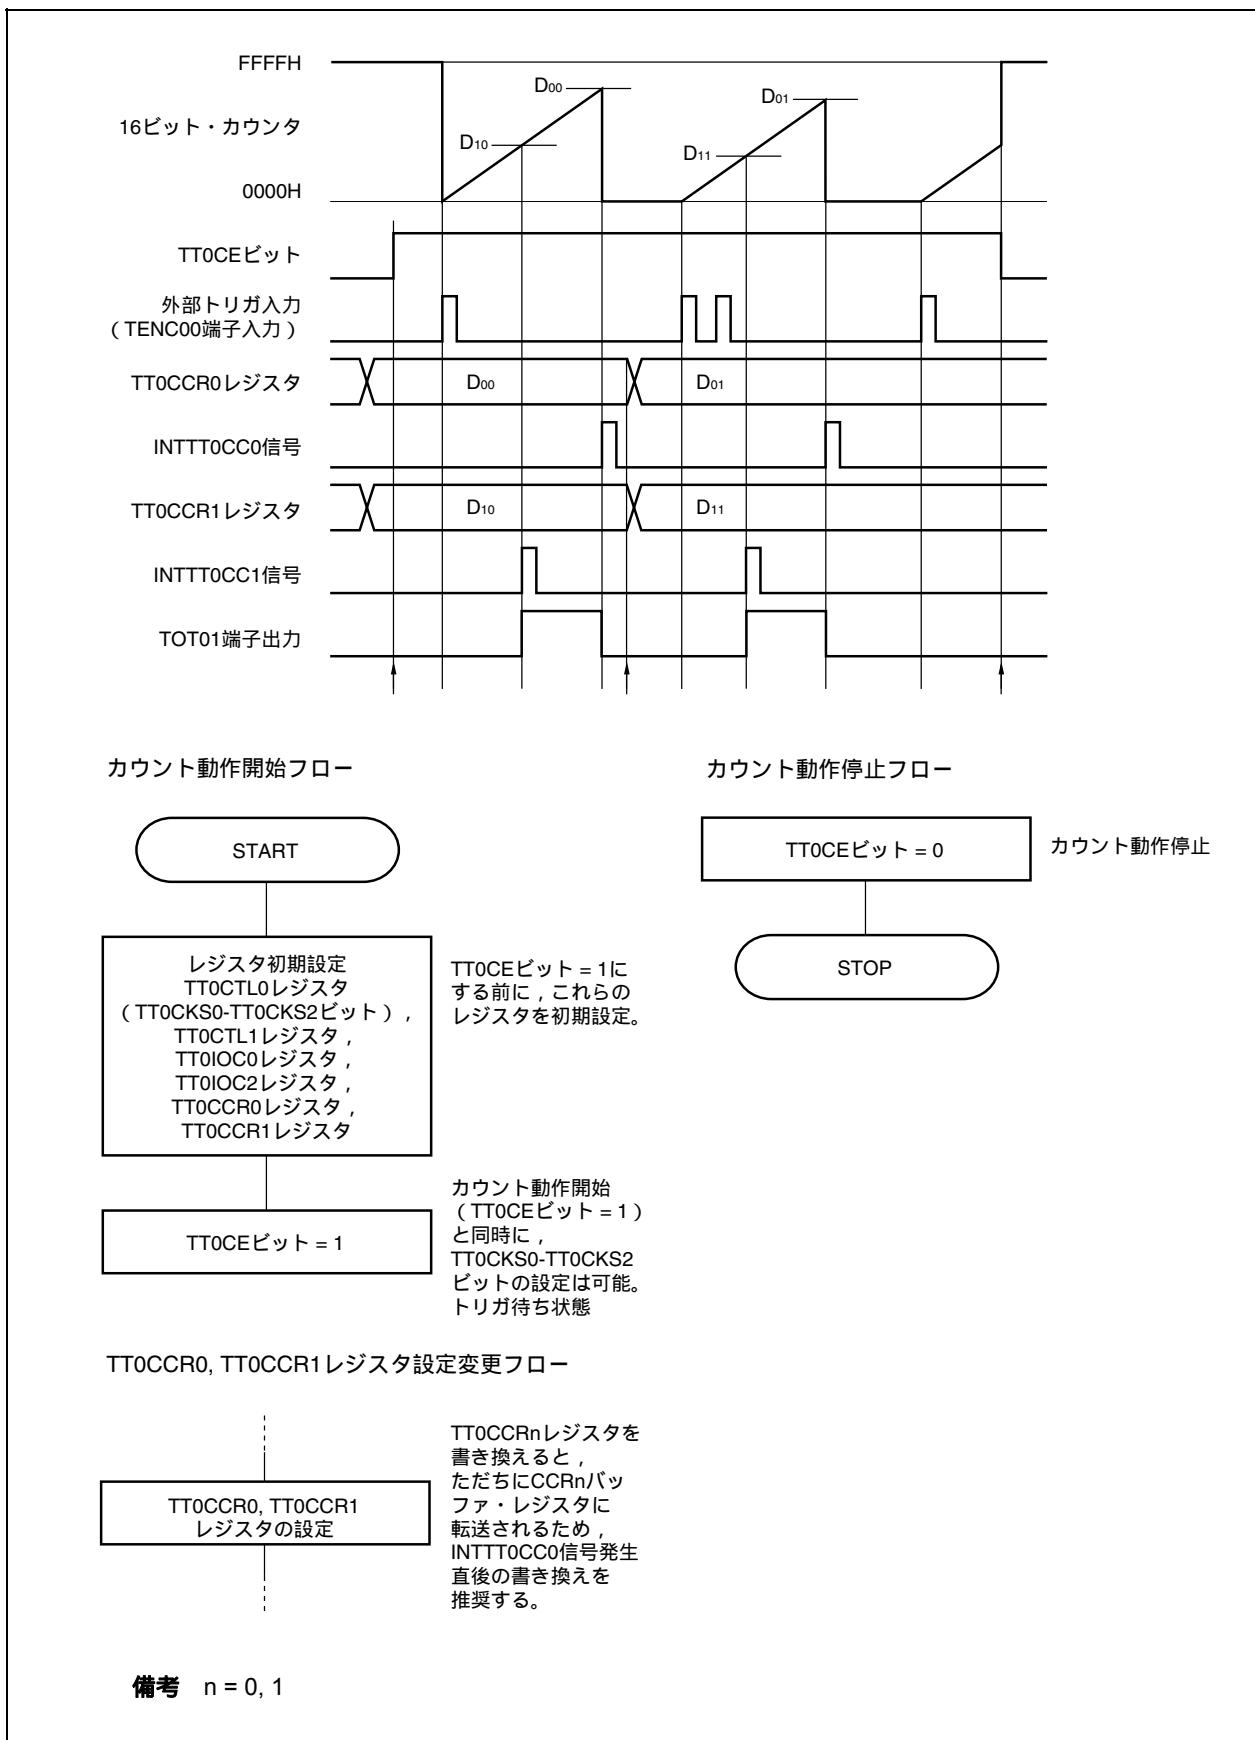 FFFFH
D00
D01
16ビット・カウンタ
D10
D11
0000H
TT0CEビット
外部トリガ入力
（TENC00端子入力）
TT0CCR0レジスタ
D00
D01
INTTT0CC0信号
TT0CCR1レジスタ
D10
D11
INTTT0CC1信号
TOT01端子出力
カウント動作開始フロー
START
レジスタ初期設定
TT0CTL0レジスタ
（TT0CKS0-TT0CKS2ビット），
TT0CTL1レジスタ，
TT0IOC0レジスタ，
TT0IOC2レジスタ，
TT0CCR0レジスタ，
TT0CCR1レジスタ
TT0CEビット = 1に
する前に，これらの
レジスタを初期設定。
TT0CEビット = 1
カウント動作開始
（TT0CEビット = 1）
と同時に，
TT0CKS0-TT0CKS2
ビットの設定は可能。
トリガ待ち状態
カウント動作停止フロー
TT0CEビット = 0
カウント動作停止
STOP
TT0CCR0, TT0CCR1レジスタ設定変更フロー
TT0CCR0, TT0CCR1
レジスタの設定
TT0CCRnレジスタを
書き換えると，
ただちにCCRnバッ
ファ・レジスタに
転送されるため，
INTTT0CC0信号発生
直後の書き換えを
推奨する。
備考 n = 0, 1